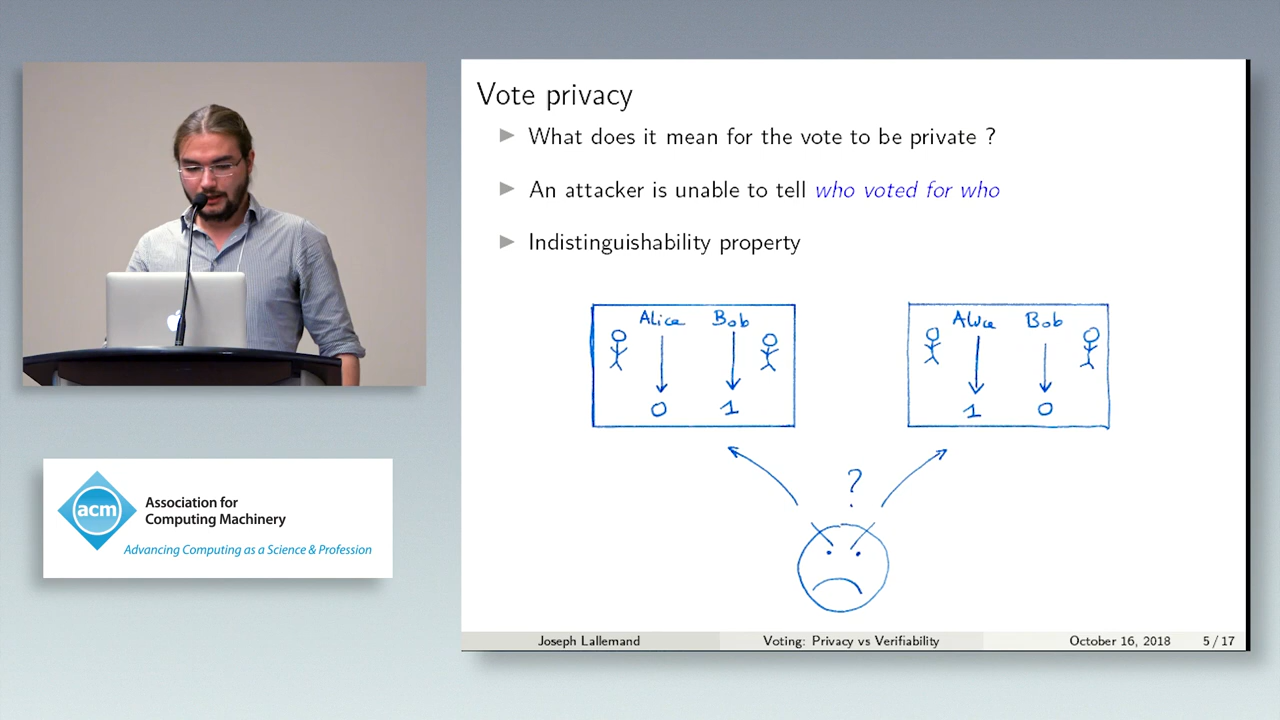 Vote privacy
What does it mean for the vote to be private ?
An attacker is unable to tell who voted for who
Indistinguishability property
Alice Bob
0 1
Alice Bob
1 0
?
acm
Association for
Computing Machinery
Advancing Computing as a Science & Profession
Joseph Lallemand Voting: Privacy vs Verifiability October 16, 2018 5 / 17